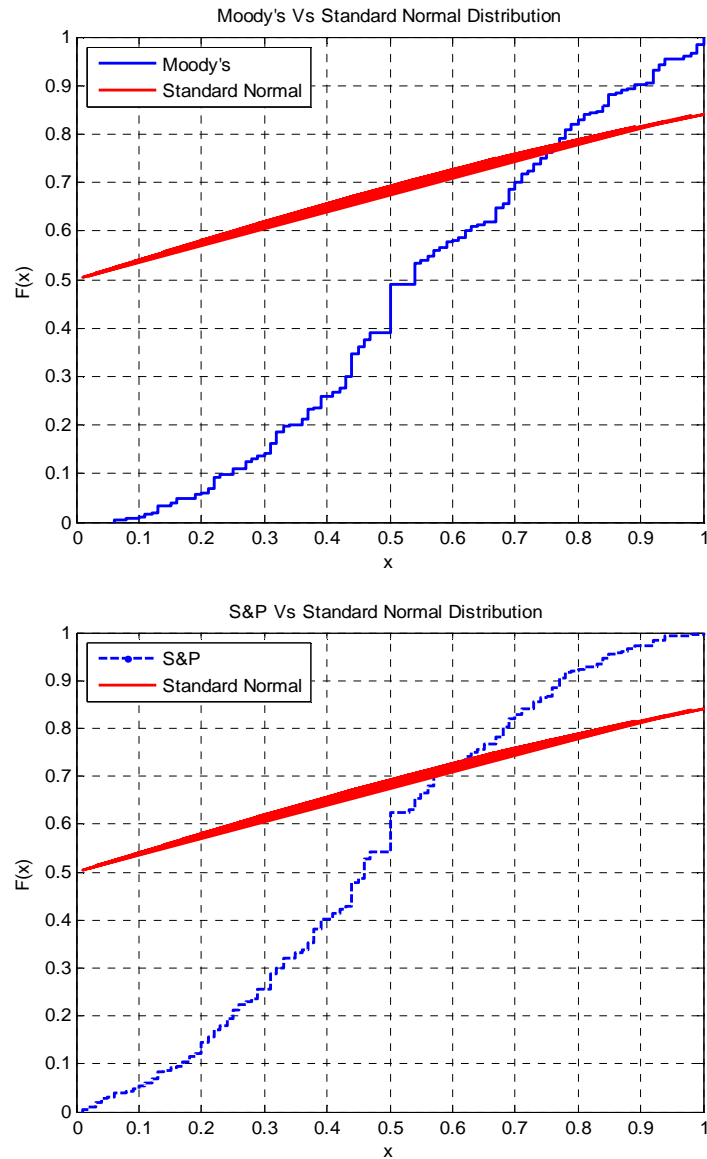 Moody's Vs Standard Normal Distribution
1
Moody's
0.9
Standard Normal
0.8
0.7
0.6
0.5
F(x)
0.4
0.3
0.2
0.1
0
0 0.1 0.2 0.3 0.4 0.5 0.6 0.7 0.8 0.9 1
x
S&P Vs Standard Normal Distribution
1
S&P
0.9
Standard Normal
0.8
0.7
0.6
0.5
F(x)
0.4
0.3
0.2
0.1
0
0 0.1 0.2 0.3 0.4 0.5 0.6 0.7 0.8 0.9 1
x